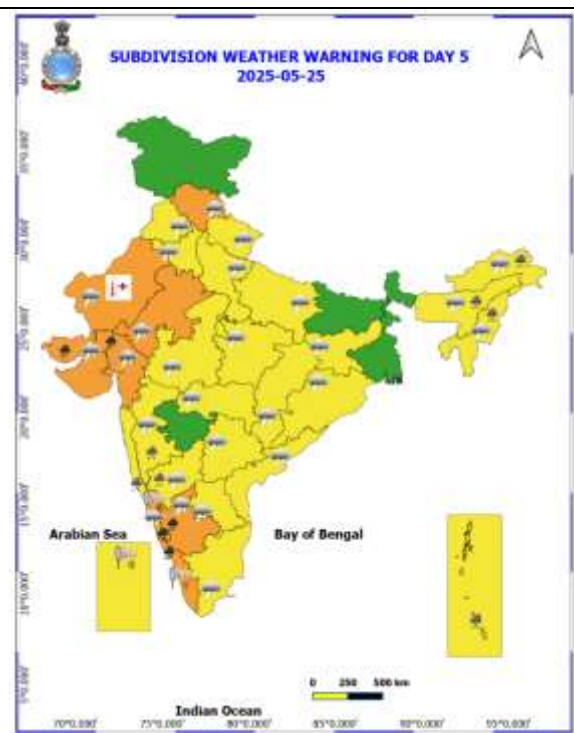 SUBDIVISION WEATHER WARNING FOR DAY 5
2025-05-25
Arabian Sea
Bay of Bengal
0 250 500 km
Indian Ocean
70°0.000' 75°0.000' 80°0.000' 85°0.000' 90°0.000' 95°0.000'